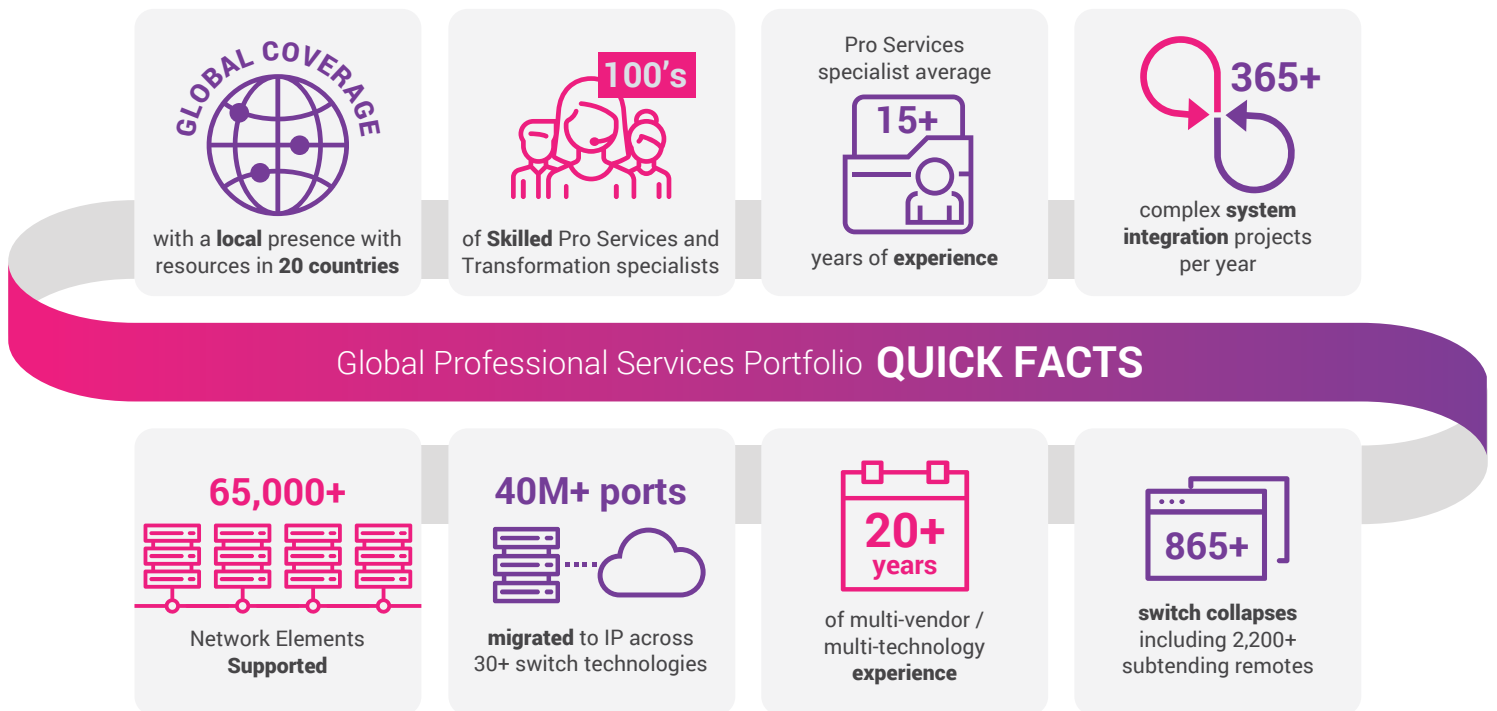 GLOBAL COVERAGE
with a local presence with
resources in 20 countries
100's
of Skilled Pro Services and
Transformation specialists
Pro Services
specialist average
15+
years of experience
365+
complex system
integration projects
per year
Global Professional Services Portfolio QUICK FACTS
65,000+
Network Elements
Supported
40M+ ports
migrated to IP across
30+ switch technologies
20+
years
of multi-vendor /
multi-technology
experience
865+
switch collapses
including 2,200+
subtending remotes